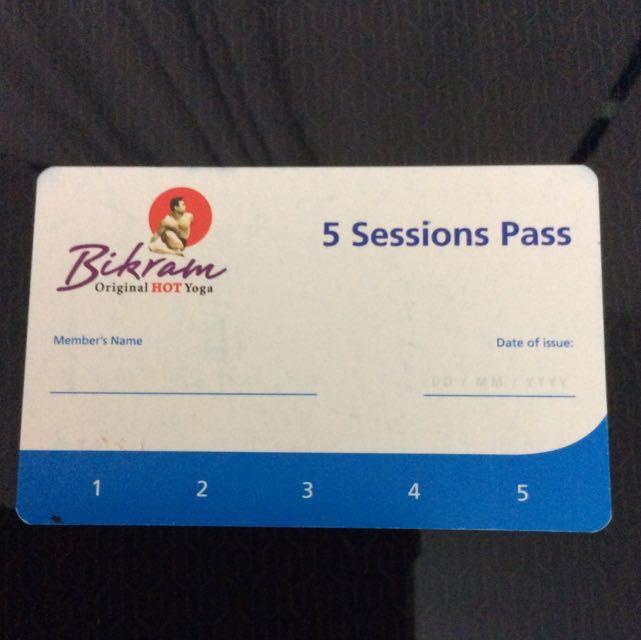 Bikram
Original HOT Yoga
5 Sessions Pass
Member's Name
Date of issue:
DD / MM / YYYY
1 2 3 4 5